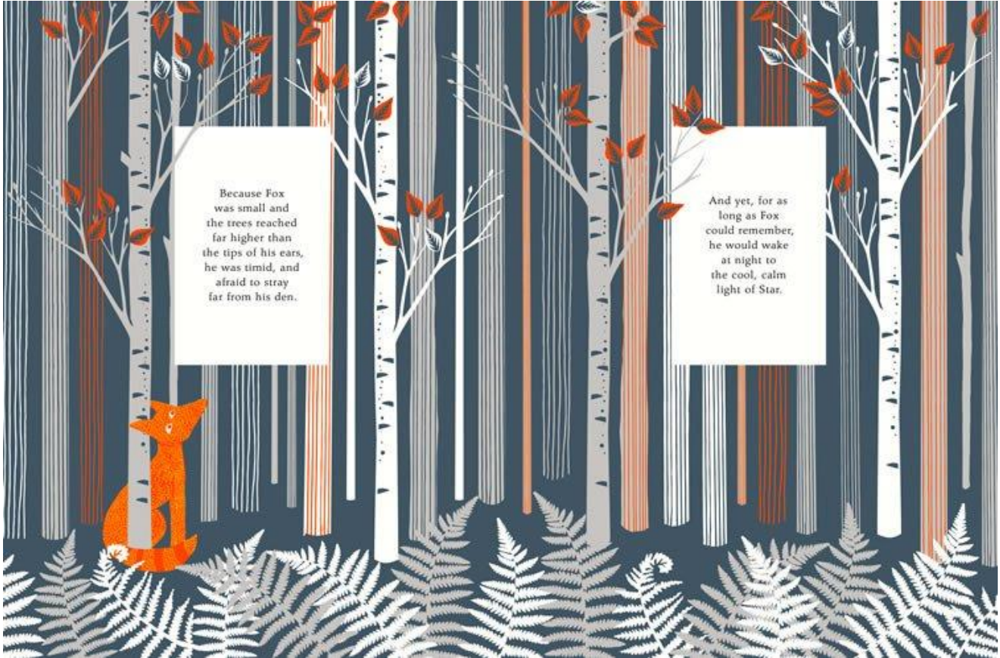 Because Fox
was small and
the trees reached
far higher than
the tips of his ears,
he was timid, and
afraid to stray
far from his den.
And yet, for as
long as Fox
could remember,
he would wake
at night to
the cool, calm
light of Star.